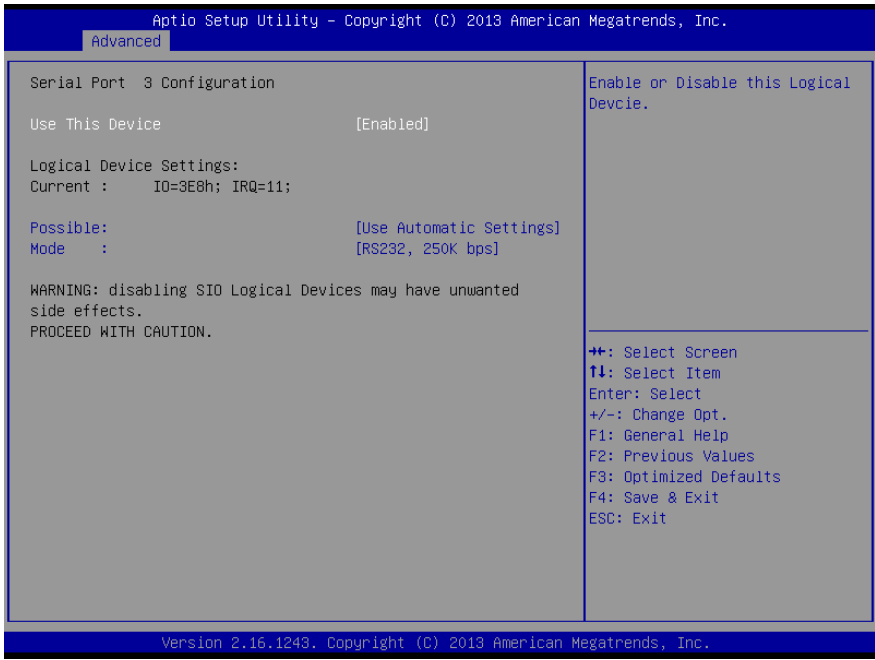 Aptio Setup Utility – Copyright (C) 2013 American Megatrends, Inc.
Advanced
Serial Port 3 Configuration
Use This Device [Enabled]
Logical Device Settings:
Current : IO=3E8h; IRQ=11;
Possible: [Use Automatic Settings]
Mode : [RS232, 250K bps]
WARNING: disabling SIO Logical Devices may have unwanted
side effects.
PROCEED WITH CAUTION.
Enable or Disable this Logical
Devcie.
→←: Select Screen
↑↓: Select Item
Enter: Select
+/-: Change Opt.
F1: General Help
F2: Previous Values
F3: Optimized Defaults
F4: Save & Exit
ESC: Exit
Version 2.16.1243. Copyright (C) 2013 American Megatrends, Inc.